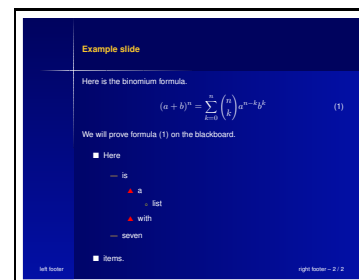 Example slide
Here is the binomium formula.
(a + b)^n = \sum_{k=0}^{n} \binom{n}{k} a^{n-k} b^k (1)
We will prove formula (1) on the blackboard.
■ Here
— is
▲ a
◦ list
▲ with
— seven
■ items.
left footer
right footer – 2 / 2